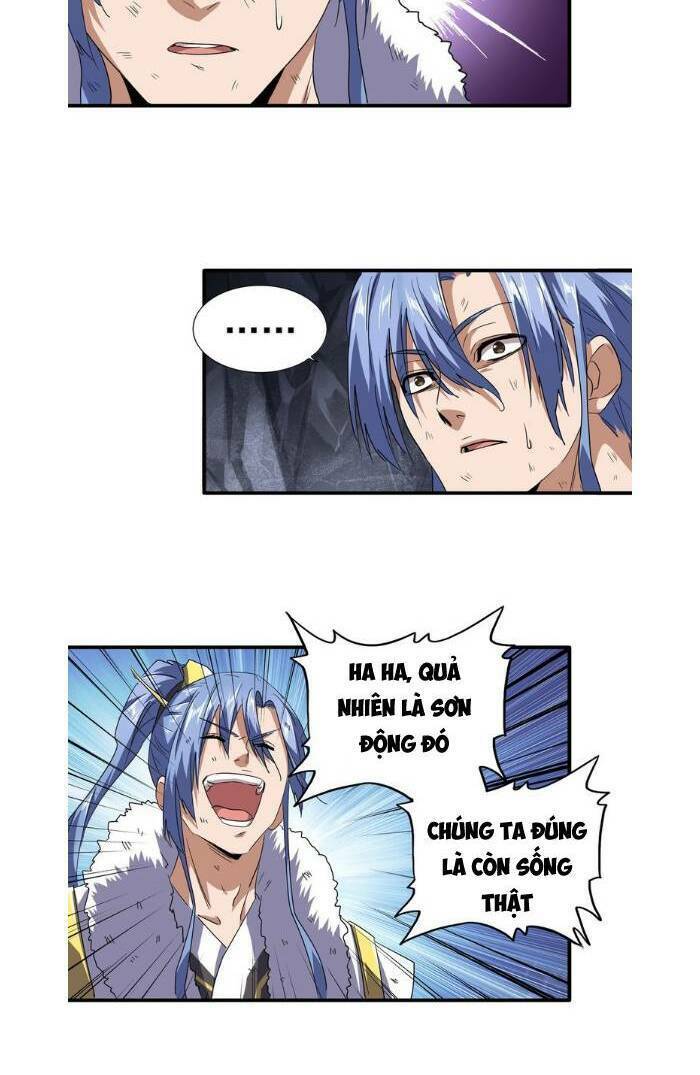 ......
HA HA, QUẢ
NHIÊN LÀ SƠN
ĐỘNG ĐÓ
CHÚNG TA ĐÚNG
LÀ CÒN SỐNG
THẬT